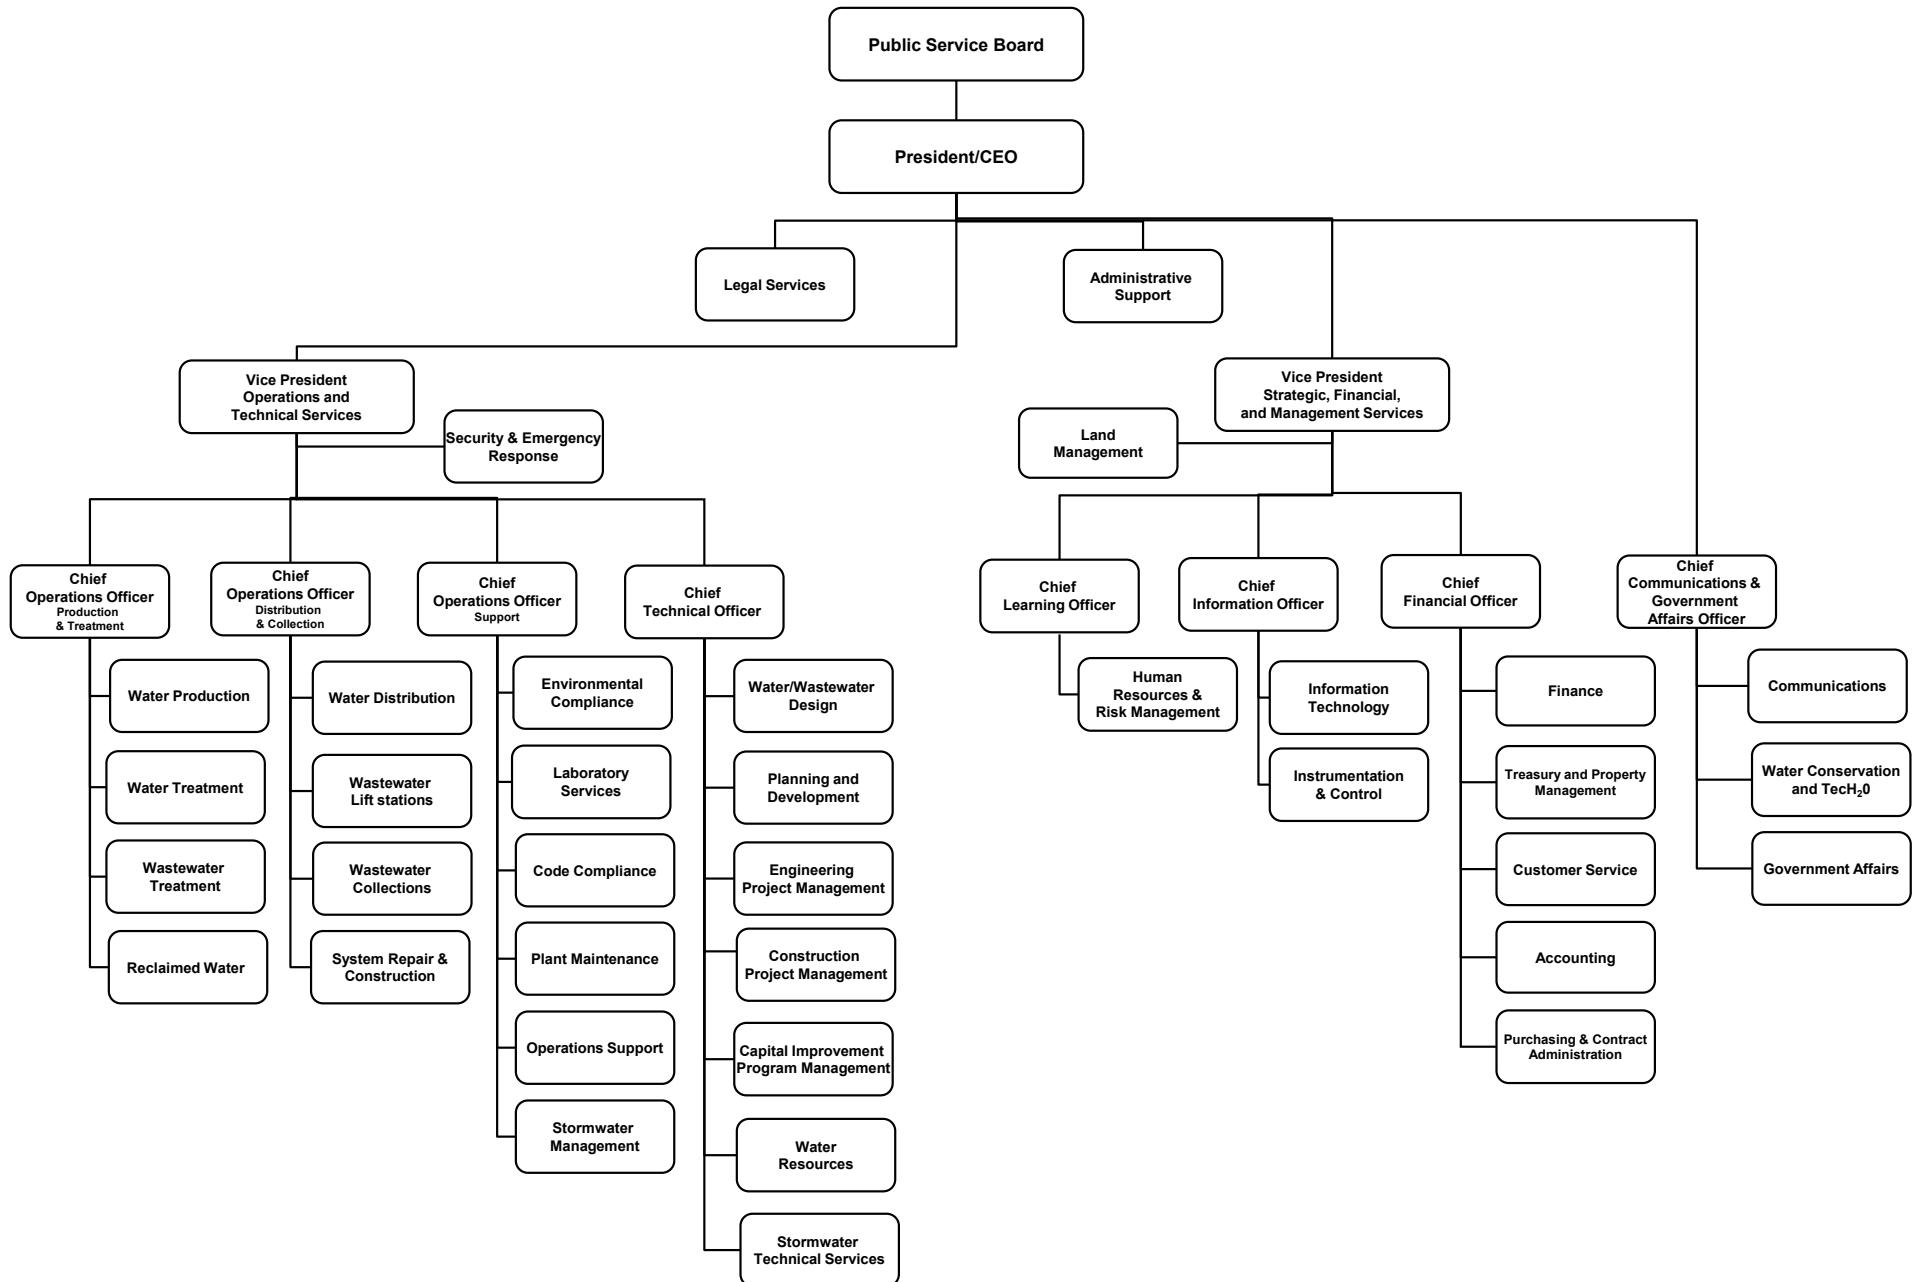 Public Service Board
President/CEO
Legal Services
Administrative
Support
Vice President
Operations and
Technical Services
Security & Emergency
Response
Vice President
Strategic, Financial,
and Management Services
Land
Management
Chief
Operations Officer
Production
& Treatment
Water Production
Water Treatment
Wastewater
Treatment
Reclaimed Water
Chief
Operations Officer
Distribution
& Collection
Water Distribution
Wastewater
Lift stations
Wastewater
Collections
System Repair &
Construction
Chief
Operations Officer
Support
Environmental
Compliance
Laboratory
Services
Code Compliance
Plant Maintenance
Operations Support
Stormwater
Management
Chief
Technical Officer
Water/Wastewater
Design
Planning and
Development
Engineering
Project Management
Construction
Project Management
Capital Improvement
Program Management
Water
Resources
Stormwater
Technical Services
Chief
Learning Officer
Human
Resources &
Risk Management
Chief
Information Officer
Information
Technology
Instrumentation
& Control
Chief
Financial Officer
Finance
Treasury and Property
Management
Customer Service
Accounting
Purchasing & Contract
Administration
Chief
Communications &
Government
Affairs Officer
Communications
Water Conservation
and TecH₂0
Government Affairs